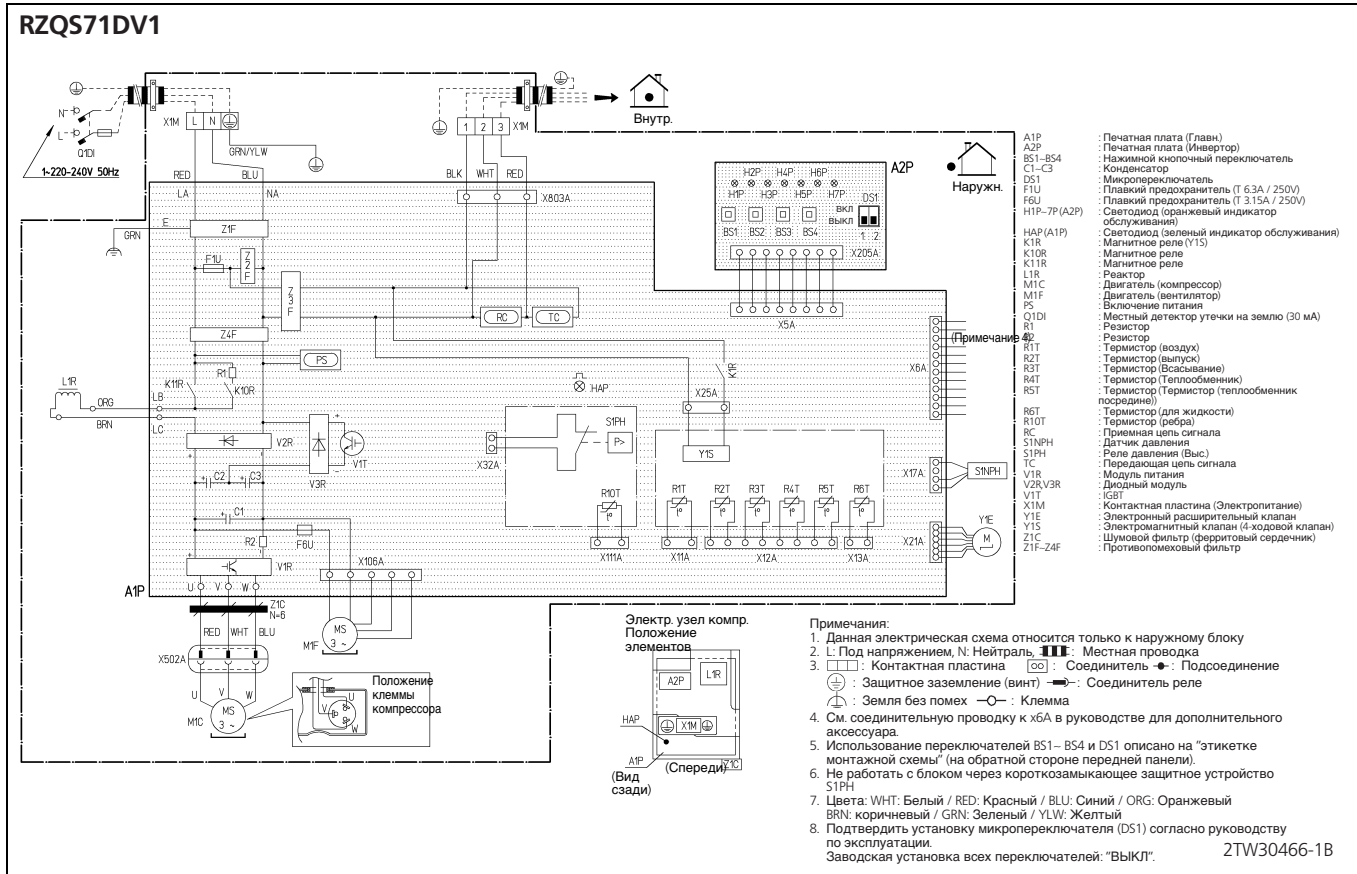 RZQS71DV1
N
L
Q1DI
1~220-240V 50Hz
X1M
L
N
GRN/YLW
RED
BLU
LA
NA
1
2
3
X1M
BLK
WHT
RED
X803A
Внутр.
Наружн.
A2P
H2P H4P H6P
H1P H3P H5P H7P
DS1
ВКЛ
ВЫКЛ
BS1 BS2 BS3 BS4
1 2
X205A
X5A
E
GRN
Z1F
F1U
Z2F
Z3F
Z4F
RC
TC
PS
R1
K11R
K10R
L1R
ORG
BRN
LB
LC
V2R
V1T
V3R
C2
C3
C1
R2
F6U
V1R
A1P
U V W
Z1C
N=6
RED WHT BLU
X502A
U V W
M1C
MS
3 ~
X106A
M1F
MS
3 ~
Положение
клеммы
компрессора
U
V
W
HAP
S1PH
P>
X32A
R10T
t°
X111A
K1R
X25A
Y1S
R1T R2T R3T R4T R5T R6T
t° t° t° t° t° t°
X11A
X12A
X13A
(Примечание 4)
X6A
X17A
S1NPH
X21A
Y1E
M
A1P : Печатная плата (Главн.)
A2P : Печатная плата (Инвертор)
BS1–BS4 : Нажимной кнопочный переключатель
C1–C3 : Конденсатор
DS1 : Микропереключатель
F1U : Плавкий предохранитель (T 6.3A / 250V)
F6U : Плавкий предохранитель (T 3.15A / 250V)
H1P–7P (A2P) : Светодиод (оранжевый индикатор
обслуживания)
HAP (A1P) : Светодиод (зеленый индикатор обслуживания)
K1R : Магнитное реле (Y1S)
K10R : Магнитное реле
K11R : Магнитное реле
L1R : Реактор
M1C : Двигатель (компрессор)
M1F : Двигатель (вентилятор)
PS : Включение питания
Q1DI : Местный детектор утечки на землю (30 мА)
R1 : Резистор
R2 : Резистор
R1T : Термистор (воздух)
R2T : Термистор (выпуск)
R3T : Термистор (Всасывание)
R4T : Термистор (Теплообменник)
R5T : Термистор (Термистор (теплообменник
посредине))
R6T : Термистор (для жидкости)
R10T : Термистор (ребра)
RC : Приемная цепь сигнала
S1NPH : Датчик давления
S1PH : Реле давления (Выс.)
TC : Передающая цепь сигнала
V1R : Модуль питания
V2R,V3R : Диодный модуль
V1T : IGBT
X1M : Контактная пластина (Электропитание)
Y1E : Электронный расширительный клапан
Y1S : Электромагнитный клапан (4-ходовой клапан)
Z1C : Шумовой фильтр (ферритовый сердечник)
Z1F–Z4F : Противопомеховый фильтр
Электр. узел компр.
Положение
элементов
A2P
L1R
HAP
X1M
A1P
Z1C
(Спереди)
(Вид
сзади)
Примечания:
1. Данная электрическая схема относится только к наружному блоку
2. L: Под напряжением, N: Нейтраль, : Местная проводка
3. : Контактная пластина : Соединитель : Подсоединение
: Защитное заземление (винт) : Соединитель реле
: Земля без помех : Клемма
4. См. соединительную проводку к x6A в руководстве для дополнительного
аксессуара.
5. Использование переключателей BS1– BS4 и DS1 описано на "этикетке
монтажной схемы" (на обратной стороне передней панели).
6. Не работать с блоком через короткозамыкающее защитное устройство
S1PH
7. Цвета: WHT: Белый / RED: Красный / BLU: Синий / ORG: Оранжевый
BRN: коричневый / GRN: Зеленый / YLW: Желтый
8. Подтвердить установку микропереключателя (DS1) согласно руководству
по эксплуатации.
Заводская установка всех переключателей: "ВЫКЛ".
2TW30466-1B